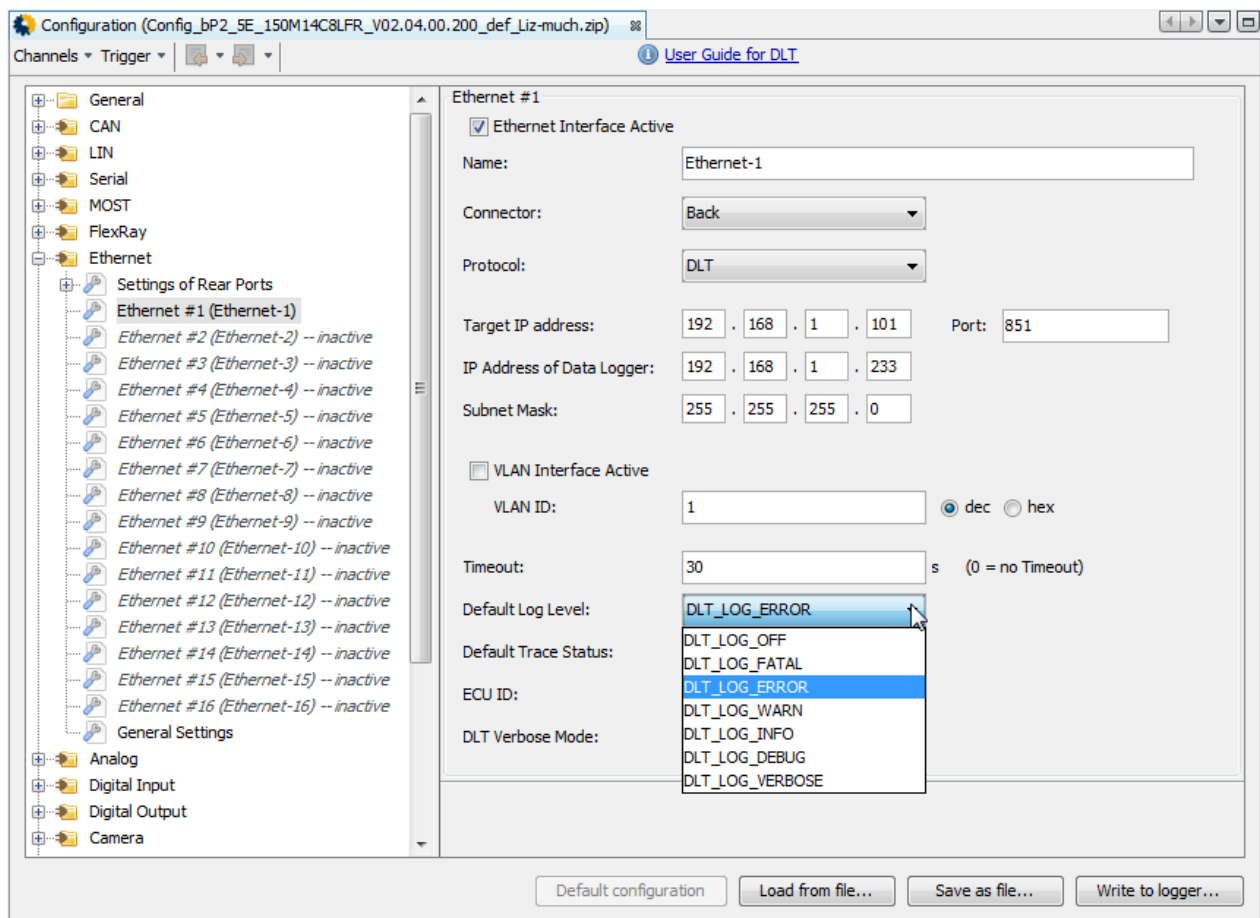 Configuration (Config_bP2_5E_150M14C8LFR_V02.04.00.200_def_Liz-much.zip)
Channels Trigger User Guide for DLT
General
CAN
LIN
Serial
MOST
FlexRay
Ethernet
Settings of Rear Ports
Ethernet #1 (Ethernet-1)
Ethernet #2 (Ethernet-2) -- inactive
Ethernet #3 (Ethernet-3) -- inactive
Ethernet #4 (Ethernet-4) -- inactive
Ethernet #5 (Ethernet-5) -- inactive
Ethernet #6 (Ethernet-6) -- inactive
Ethernet #7 (Ethernet-7) -- inactive
Ethernet #8 (Ethernet-8) -- inactive
Ethernet #9 (Ethernet-9) -- inactive
Ethernet #10 (Ethernet-10) -- inactive
Ethernet #11 (Ethernet-11) -- inactive
Ethernet #12 (Ethernet-12) -- inactive
Ethernet #13 (Ethernet-13) -- inactive
Ethernet #14 (Ethernet-14) -- inactive
Ethernet #15 (Ethernet-15) -- inactive
Ethernet #16 (Ethernet-16) -- inactive
General Settings
Analog
Digital Input
Digital Output
Camera
Ethernet #1
Ethernet Interface Active
Name: Ethernet-1
Connector: Back
Protocol: DLT
Target IP address: 192 . 168 . 1 . 101 Port: 851
IP Address of Data Logger: 192 . 168 . 1 . 233
Subnet Mask: 255 . 255 . 255 . 0
VLAN Interface Active
VLAN ID: 1 dec hex
Timeout: 30 s (0 = no Timeout)
Default Log Level: DLT_LOG_ERROR
DLT_LOG_OFF
DLT_LOG_FATAL
DLT_LOG_ERROR
DLT_LOG_WARN
DLT_LOG_INFO
DLT_LOG_DEBUG
DLT_LOG_VERBOSE
Default Trace Status:
ECU ID:
DLT Verbose Mode:
Default configuration Load from file... Save as file... Write to logger...